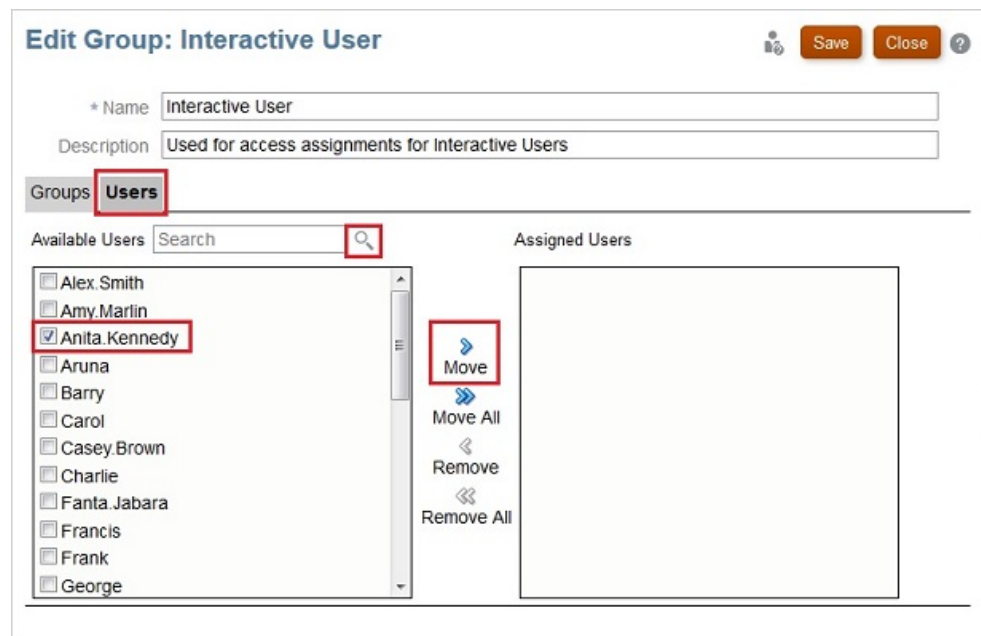 Edit Group: Interactive User
Save
Close
?
* Name
Interactive User
Description
Used for access assignments for Interactive Users
Groups
Users
Available Users
Search
Assigned Users
Alex.Smith
Amy.Marlin
Anita.Kennedy
Aruna
Barry
Carol
Casey.Brown
Charlie
Fanta.Jabara
Francis
Frank
George
Move
Move All
Remove
Remove All